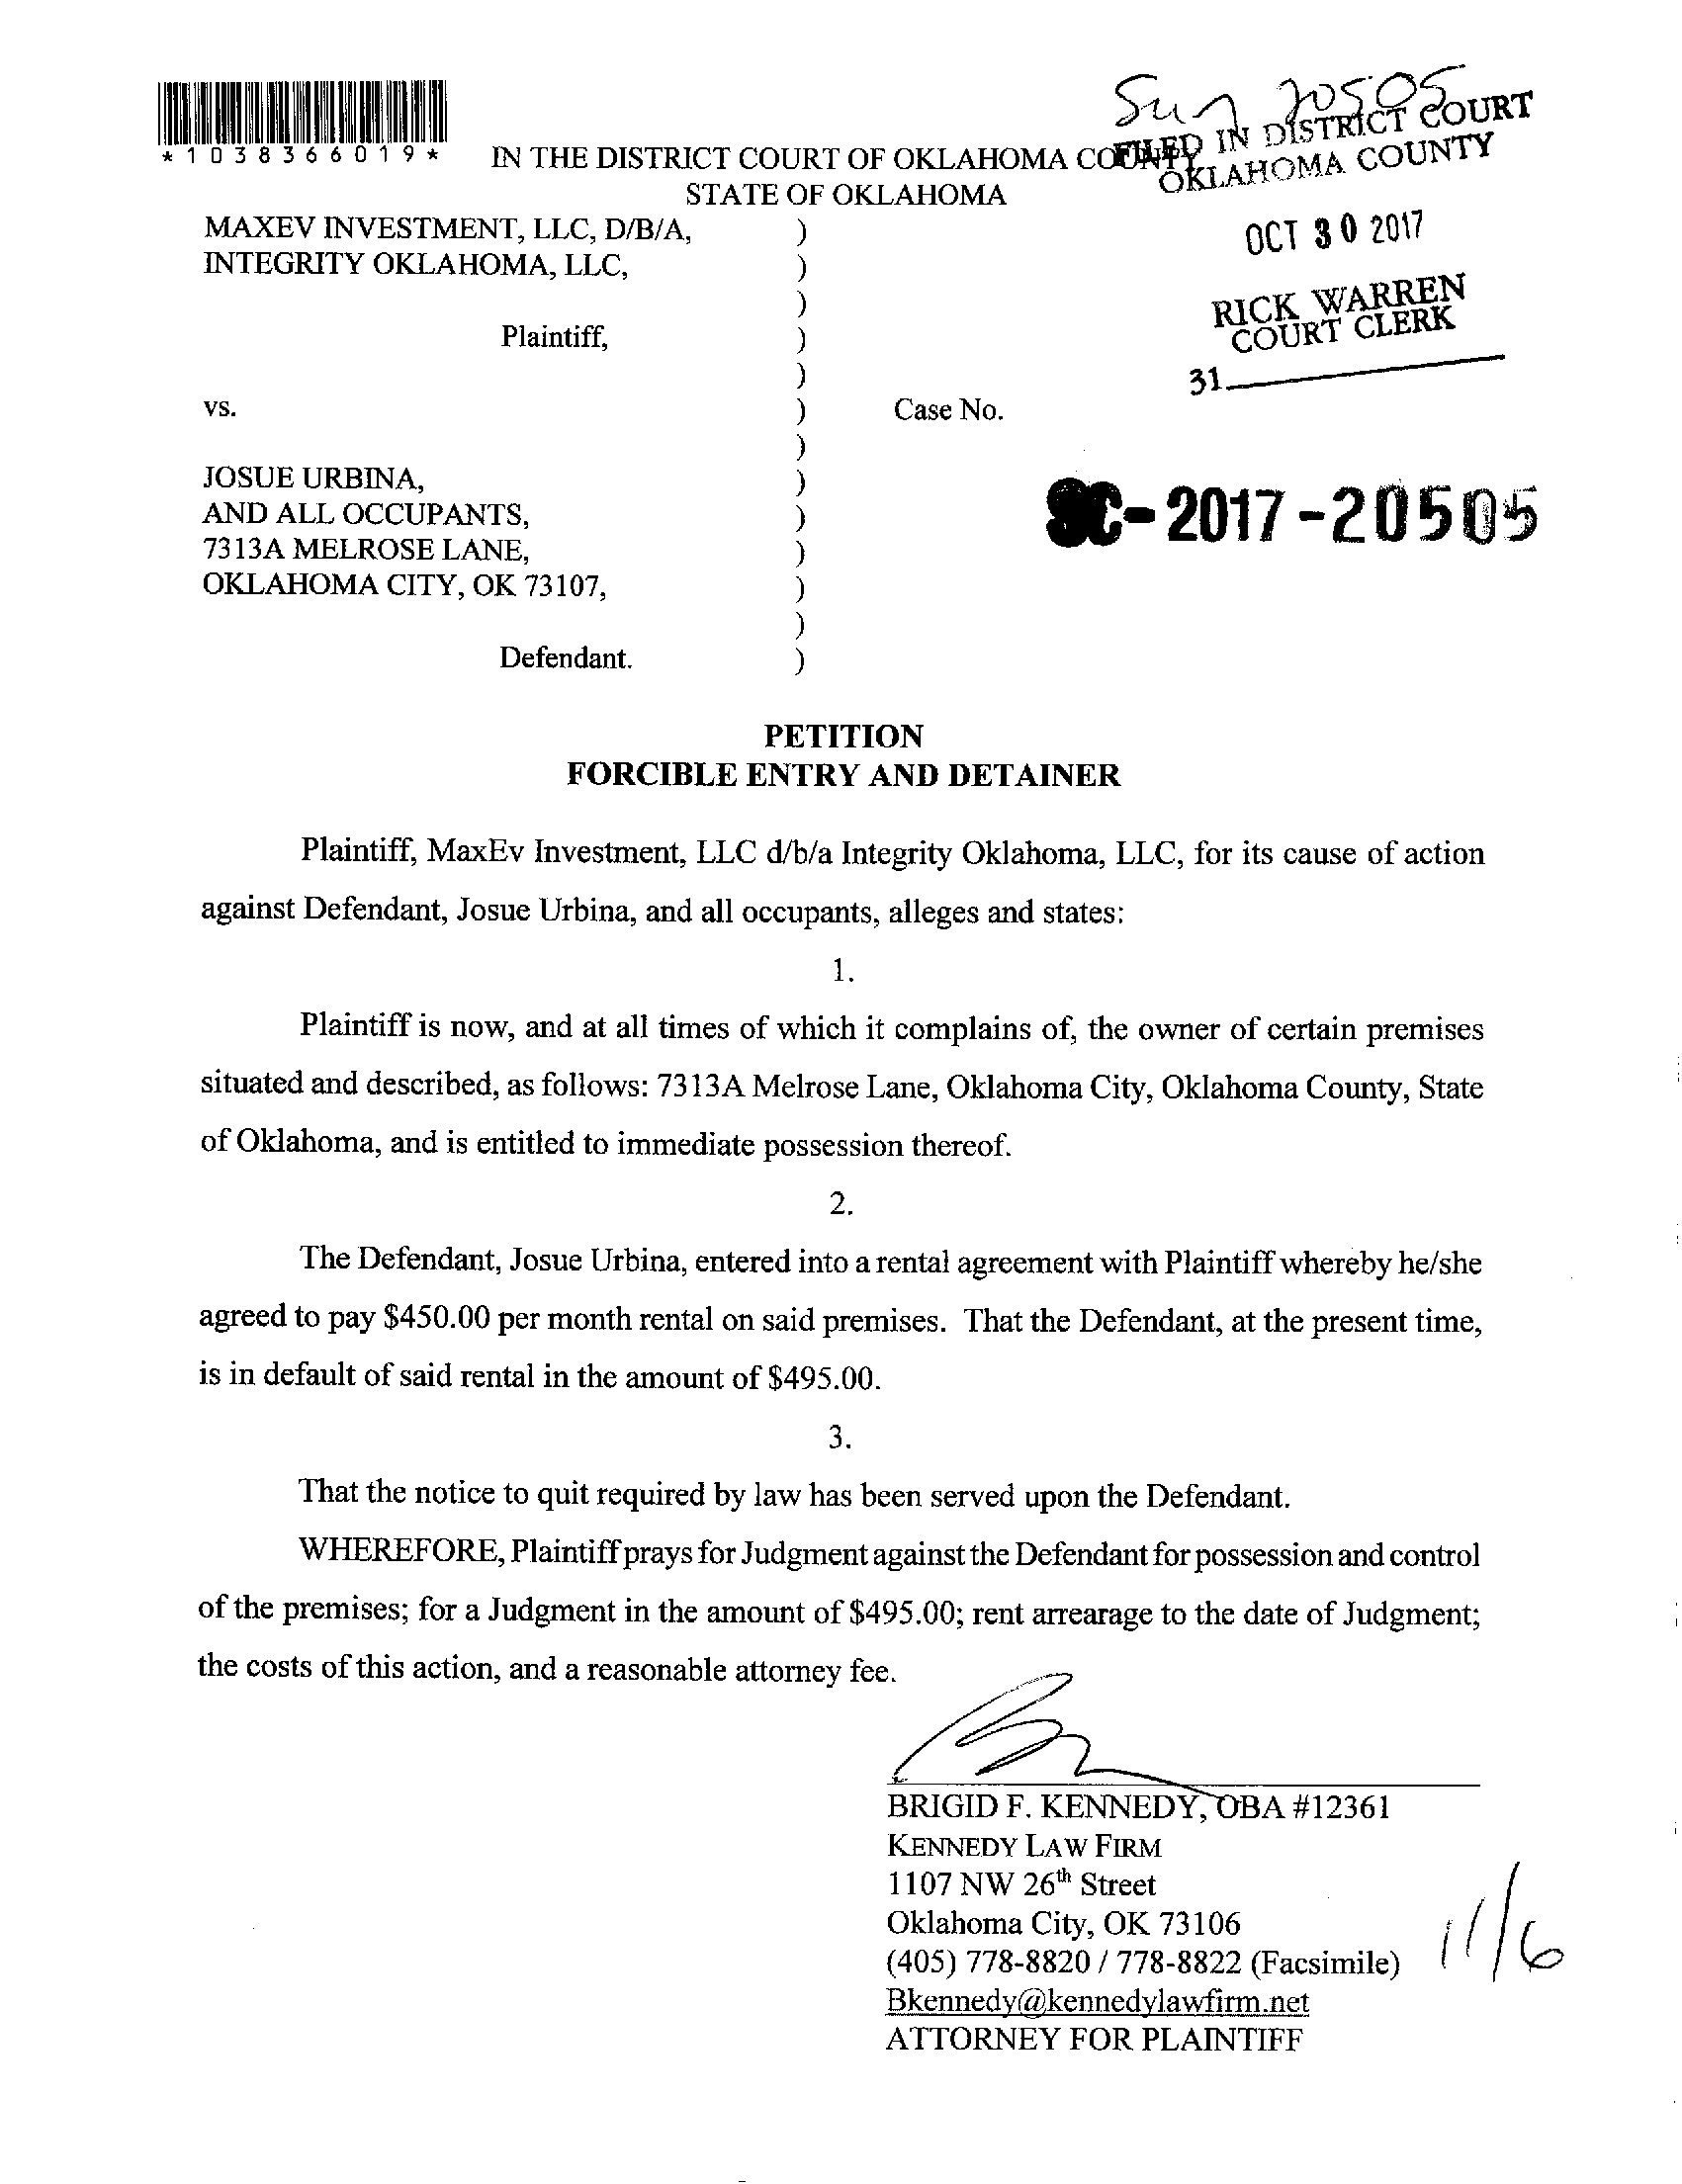 *1038366019*
Sum 20505
IN THE DISTRICT COURT OF OKLAHOMA COUNTY
STATE OF OKLAHOMA
FILED IN DISTRICT COURT
OKLAHOMA COUNTY
OCT 30 2017
RICK WARREN
COURT CLERK
31
MAXEV INVESTMENT, LLC, D/B/A, )
INTEGRITY OKLAHOMA, LLC, )
)
Plaintiff, )
)
vs. ) Case No.
)
JOSUE URBINA, )
SC-2017-20505
AND ALL OCCUPANTS, )
7313A MELROSE LANE, )
OKLAHOMA CITY, OK 73107, )
)
Defendant. )
PETITION
FORCIBLE ENTRY AND DETAINER
Plaintiff, MaxEv Investment, LLC d/b/a Integrity Oklahoma, LLC, for its cause of action
against Defendant, Josue Urbina, and all occupants, alleges and states:
1.
Plaintiff is now, and at all times of which it complains of, the owner of certain premises
situated and described, as follows: 7313A Melrose Lane, Oklahoma City, Oklahoma County, State
of Oklahoma, and is entitled to immediate possession thereof.
2.
The Defendant, Josue Urbina, entered into a rental agreement with Plaintiff whereby he/she
agreed to pay $450.00 per month rental on said premises. That the Defendant, at the present time,
is in default of said rental in the amount of $495.00.
3.
That the notice to quit required by law has been served upon the Defendant.
WHEREFORE, Plaintiff prays for Judgment against the Defendant for possession and control
of the premises; for a Judgment in the amount of $495.00; rent arrearage to the date of Judgment;
the costs of this action, and a reasonable attorney fee.
BRIGID F. KENNEDY, OBA #12361
KENNEDY LAW FIRM
1107 NW 26th Street
Oklahoma City, OK 73106
(405) 778-8820 / 778-8822 (Facsimile)
Bkennedy@kennedylawfirm.net
ATTORNEY FOR PLAINTIFF
11/6